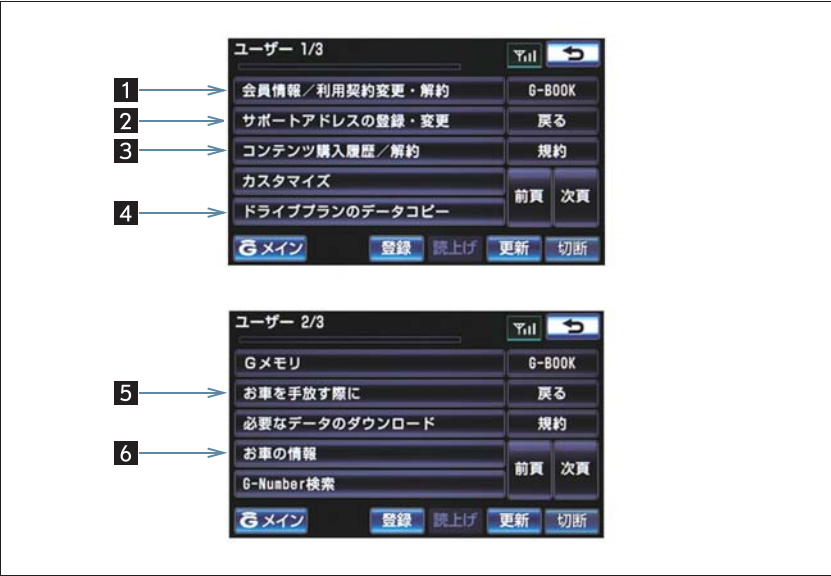 ユーザー 1/3
1 会員情報／利用契約変更・解約 G-BOOK
2 サポートアドレスの登録・変更 戻る
3 コンテンツ購入履歴／解約 規約
カスタマイズ 前頁 次頁
4 ドライブプランのデータコピー
G メイン 登録 読上げ 更新 切断
ユーザー 2/3
Gメモリ G-BOOK
5 お車を手放す際に 戻る
必要なデータのダウンロード 規約
6 お車の情報 前頁 次頁
G-Number検索
G メイン 登録 読上げ 更新 切断